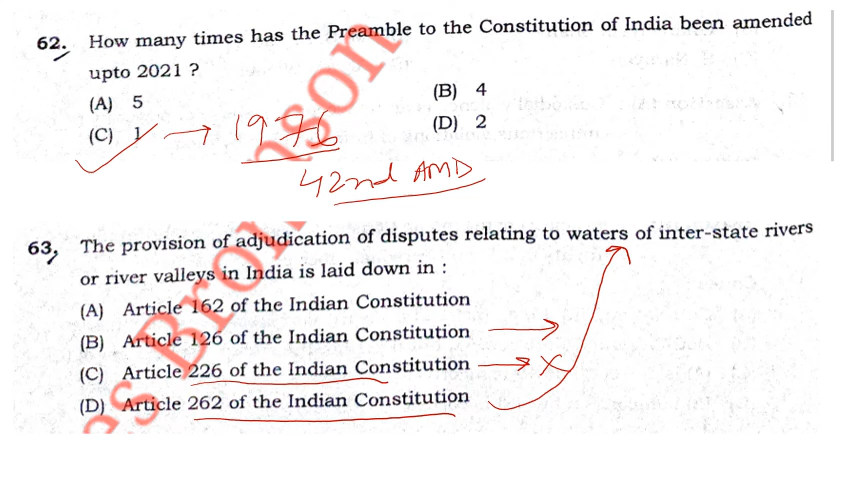 62. How many times has the Preamble to the Constitution of India been amended
upto 2021 ?
(A) 5
(B) 4
(C) 1 → 1976
(D) 2
42nd AMD
63, The provision of adjudication of disputes relating to waters of inter-state rivers
or river valleys in India is laid down in :
(A) Article 162 of the Indian Constitution
(B) Article 126 of the Indian Constitution
(C) Article 226 of the Indian Constitution
(D) Article 262 of the Indian Constitution